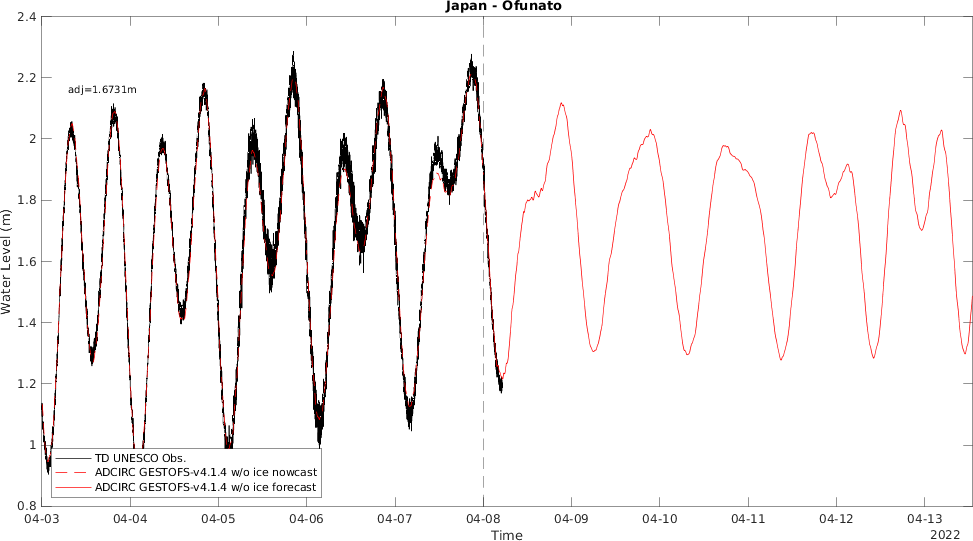 Japan - Ofunato
2.4
2.2
2
1.8
1.6
1.4
1.2
1
0.8
Water Level (m)
adj=1.6731m
TD UNESCO Obs.
ADCIRC GESTOFS-v4.1.4 w/o ice nowcast
ADCIRC GESTOFS-v4.1.4 w/o ice forecast
04-03 04-04 04-05 04-06 04-07 04-08 04-09 04-10 04-11 04-12 04-13
Time
2022